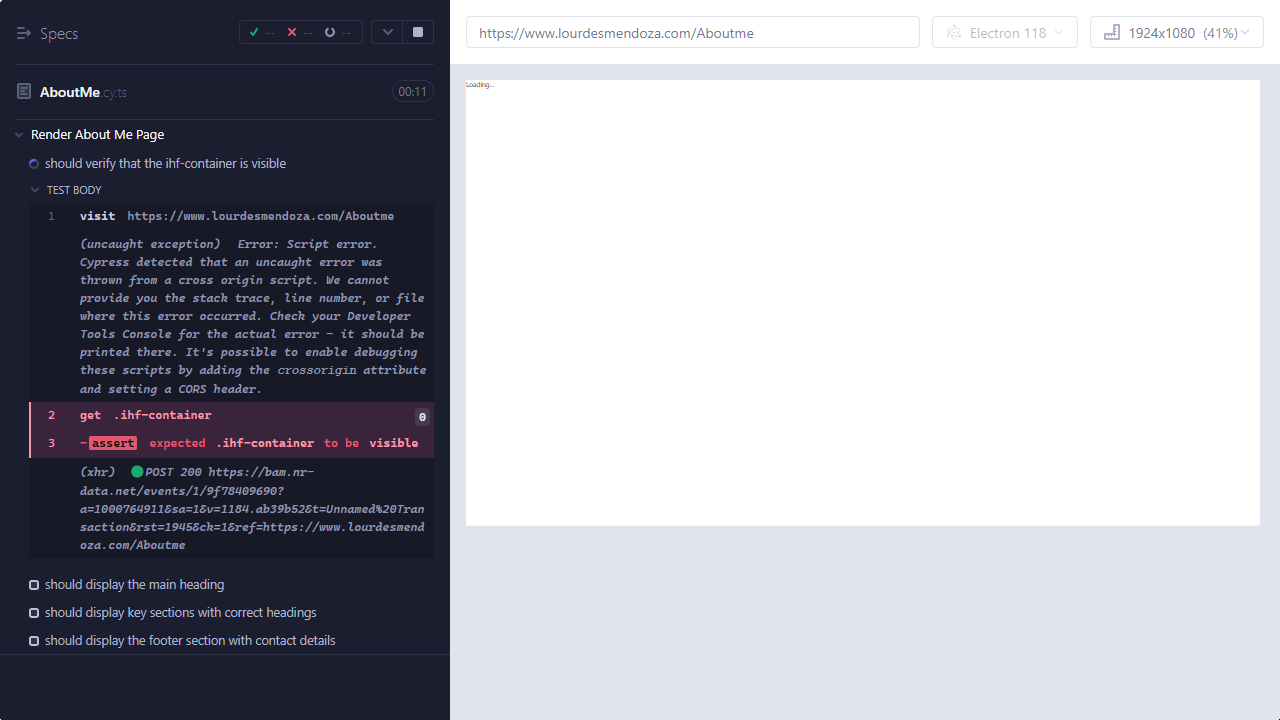 Specs
--
--
--
https://www.lourdesmendoza.com/Aboutme
Electron 118
1924x1080 (41%)
AboutMe.cy.ts
00:11
Loading...
Render About Me Page
should verify that the ihf-container is visible
TEST BODY
1 visit https://www.lourdesmendoza.com/Aboutme
(uncaught exception) Error: Script error.
Cypress detected that an uncaught error was
thrown from a cross origin script. We cannot
provide you the stack trace, line number, or file
where this error occurred. Check your Developer
Tools Console for the actual error - it should be
printed there. It's possible to enable debugging
these scripts by adding the crossorigin attribute
and setting a CORS header.
2 get .ihf-container 0
3 -assert expected .ihf-container to be visible
(xhr) POST 200 https://bam.nr-
data.net/events/1/9f78409690?
a=1000764911&sa=1&v=1184.ab39b52&t=Unnamed%20Tran
saction&rst=1945&ck=1&ref=https://www.lourdesmend
oza.com/Aboutme
should display the main heading
should display key sections with correct headings
should display the footer section with contact details